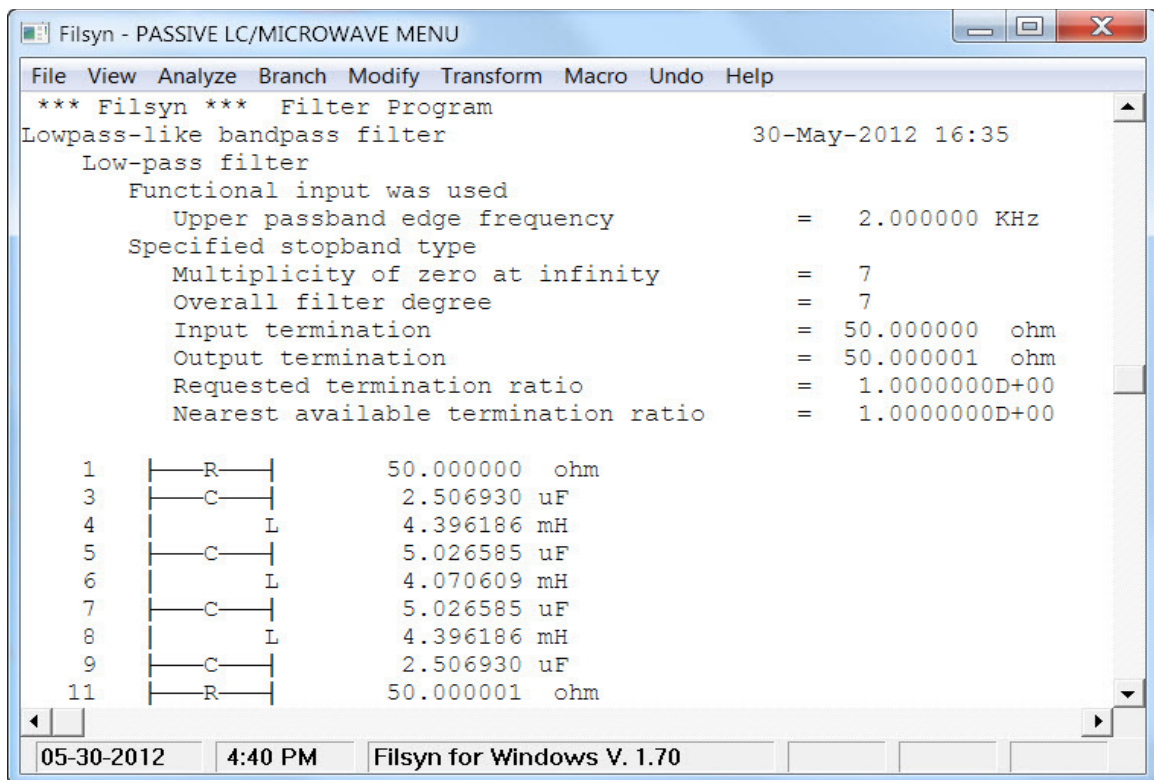 Filsyn - PASSIVE LC/MICROWAVE MENU
File View Analyze Branch Modify Transform Macro Undo Help
*** Filsyn *** Filter Program
Lowpass-like bandpass filter 30-May-2012 16:35
Low-pass filter
Functional input was used
Upper passband edge frequency = 2.000000 KHz
Specified stopband type
Multiplicity of zero at infinity = 7
Overall filter degree = 7
Input termination = 50.000000 ohm
Output termination = 50.000001 ohm
Requested termination ratio = 1.0000000D+00
Nearest available termination ratio = 1.0000000D+00
1 R 50.000000 ohm
3 C 2.506930 uF
4 L 4.396186 mH
5 C 5.026585 uF
6 L 4.070609 mH
7 C 5.026585 uF
8 L 4.396186 mH
9 C 2.506930 uF
11 R 50.000001 ohm
05-30-2012 4:40 PM Filsyn for Windows V. 1.70